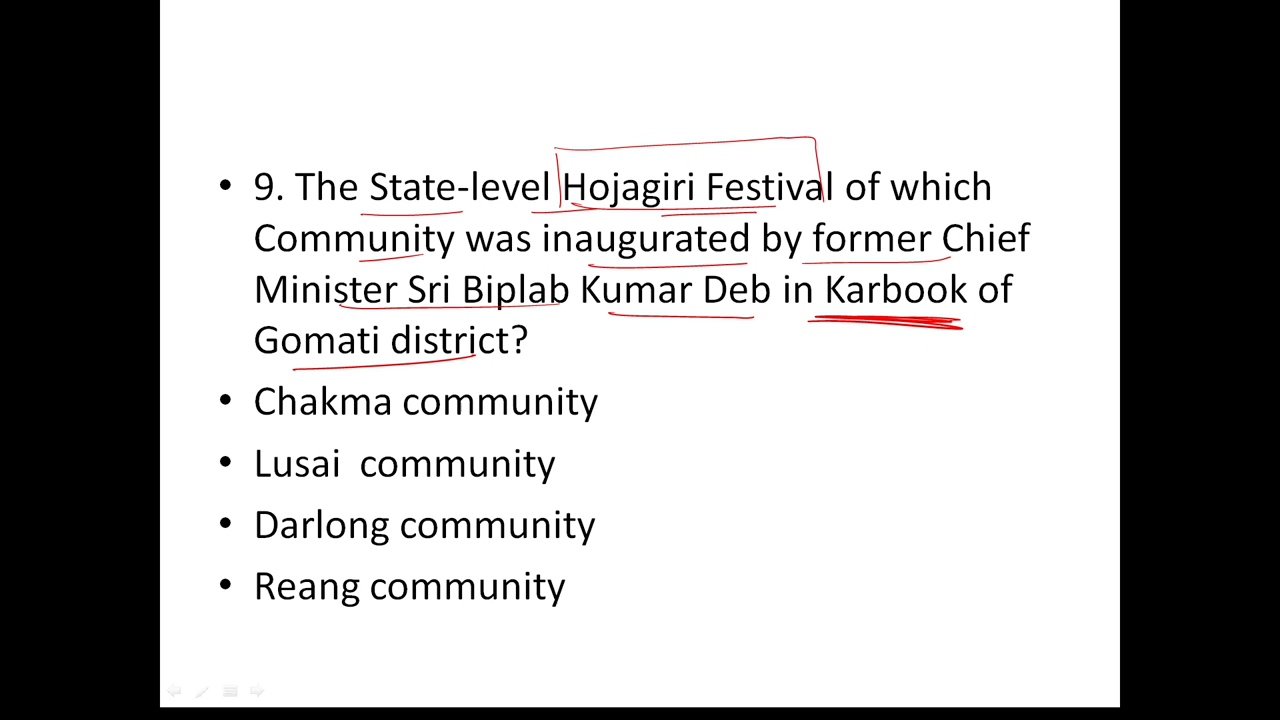 • 9. The State-level Hojagiri Festival of which
Community was inaugurated by former Chief
Minister Sri Biplab Kumar Deb in Karbook of
Gomati district?
• Chakma community
• Lusai community
• Darlong community
• Reang community